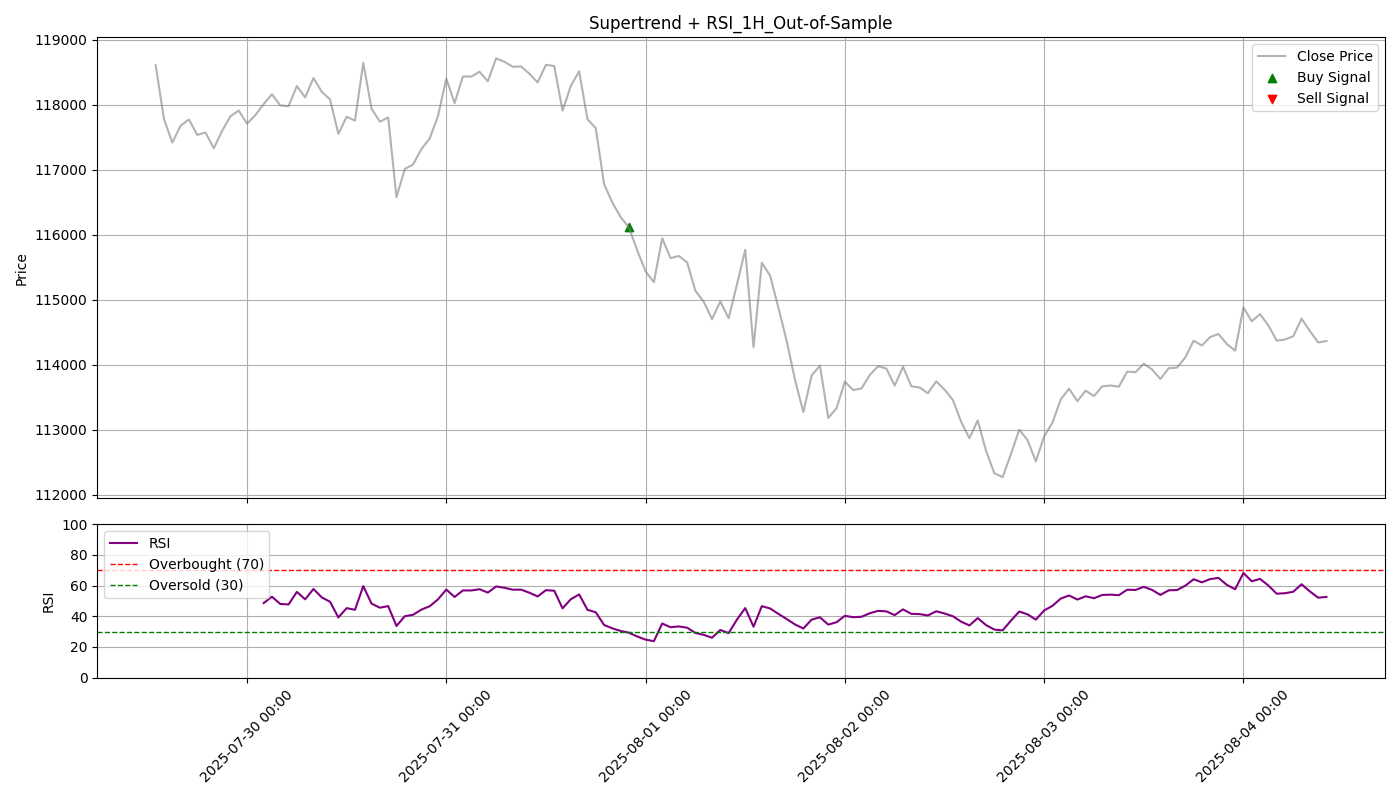 Supertrend + RSI_1H_Out-of-Sample
119000
118000
117000
116000
115000
114000
113000
112000
Price
Close Price
Buy Signal
Sell Signal
100
80
60
40
20
0
RSI
RSI
Overbought (70)
Oversold (30)
2025-07-30 00:00
2025-07-31 00:00
2025-08-01 00:00
2025-08-02 00:00
2025-08-03 00:00
2025-08-04 00:00